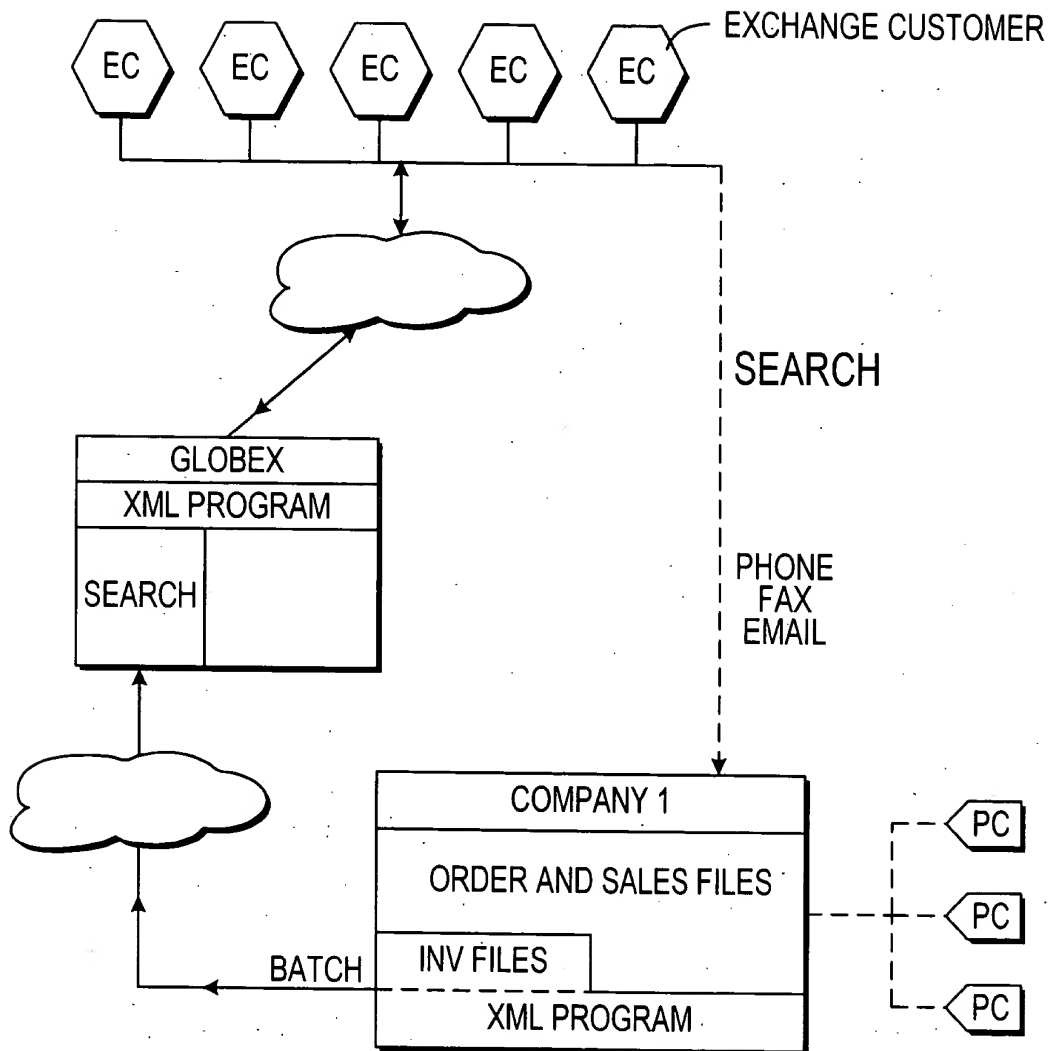 EXCHANGE CUSTOMER
EC EC EC EC EC
SEARCH
GLOBEX
XML PROGRAM
SEARCH
PHONE
FAX
EMAIL
COMPANY 1
ORDER AND SALES FILES
PC
PC
PC
INV FILES
BATCH
XML PROGRAM